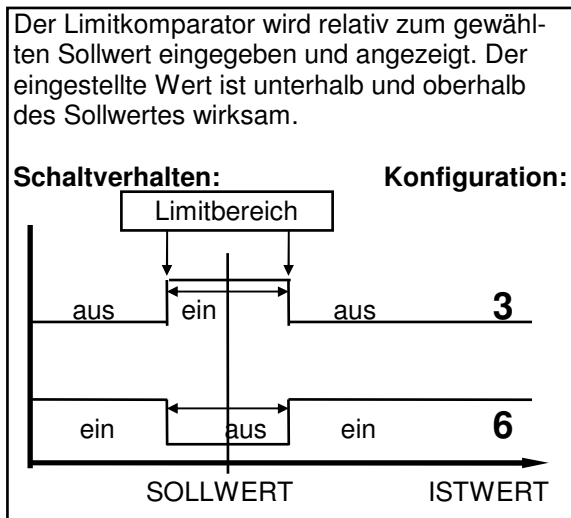 Der Limitkomparator wird relativ zum gewähl-
ten Sollwert eingegeben und angezeigt. Der
eingestellte Wert ist unterhalb und oberhalb
des Sollwertes wirksam.
Schaltverhalten: Konfiguration:
Limitbereich
aus ein aus 3
ein aus ein 6
SOLLWERT ISTWERT